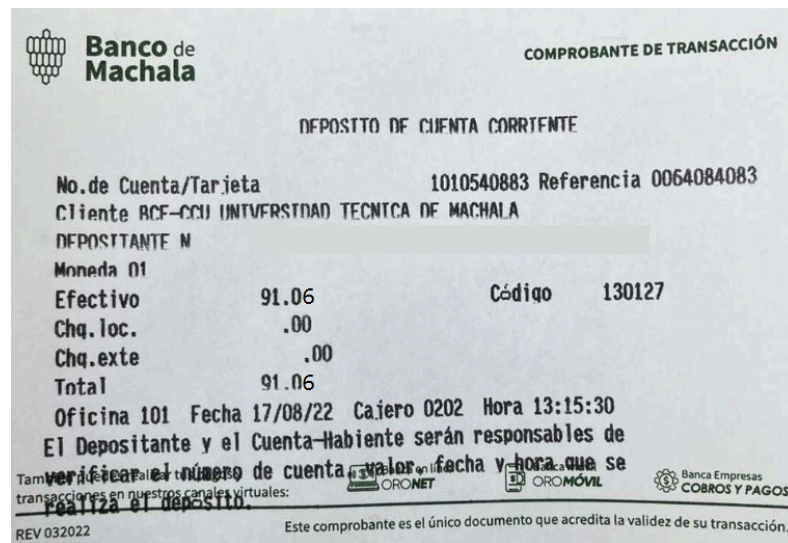 Banco de
Machala
COMPROBANTE DE TRANSACCIÓN
DEPOSITO DE CUENTA CORRIENTE
No.de Cuenta/Tarjeta 1010540883 Referencia 0064084083
Cliente BCE-CCU UNIVERSIDAD TECNICA DE MACHALA
DEPOSITANTE N
Moneda 01
Efectivo 91.06 Código 130127
Chq.loc. .00
Chq.exte .00
Total 91.06
Oficina 101 Fecha 17/08/22 Cajero 0202 Hora 13:15:30
El Depositante y el Cuenta-Habiente serán responsables de
verificar el número de cuenta, valor, fecha y hora que se
realiza el depósito.
transacciones en nuestros canales virtuales:
ORONET
OROMÓVIL
Banca Empresas
COBROS Y PAGOS
REV 032022
Este comprobante es el único documento que acredita la validez de su transacción.